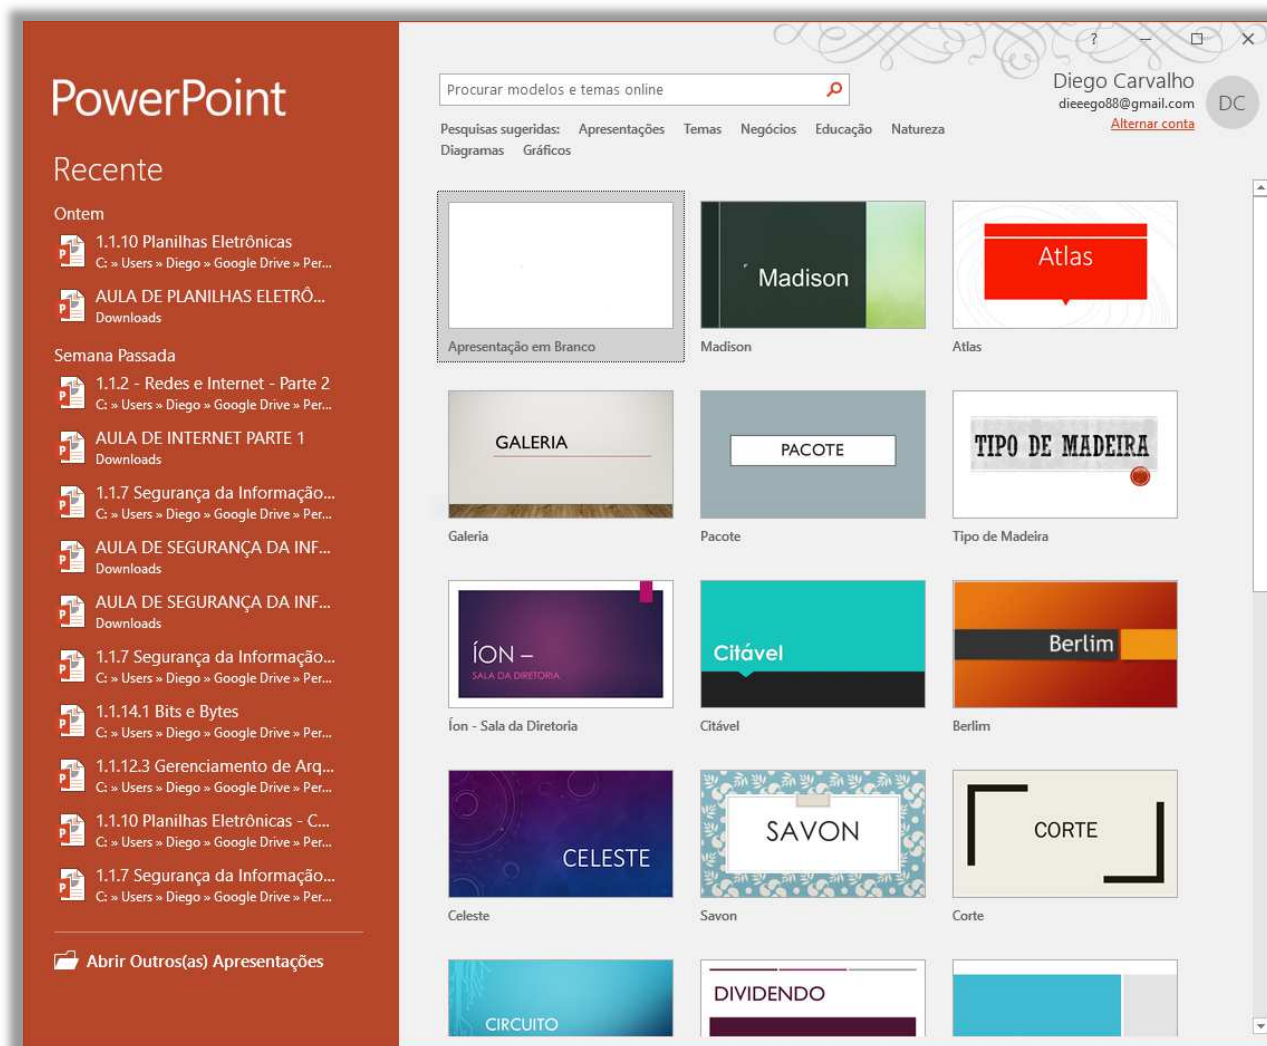 PowerPoint
Recente
Ontem
1.1.10 Planilhas Eletrônicas
C: » Users » Diego » Google Drive » Per...
AULA DE PLANILHAS ELETRÔ...
Downloads
Semana Passada
1.1.2 - Redes e Internet - Parte 2
C: » Users » Diego » Google Drive » Per...
AULA DE INTERNET PARTE 1
Downloads
1.1.7 Segurança da Informação...
C: » Users » Diego » Google Drive » Per...
AULA DE SEGURANÇA DA INF...
Downloads
AULA DE SEGURANÇA DA INF...
Downloads
1.1.7 Segurança da Informação...
C: » Users » Diego » Google Drive » Per...
1.1.14.1 Bits e Bytes
C: » Users » Diego » Google Drive » Per...
1.1.12.3 Gerenciamento de Arq...
C: » Users » Diego » Google Drive » Per...
1.1.10 Planilhas Eletrônicas - C...
C: » Users » Diego » Google Drive » Per...
1.1.7 Segurança da Informação...
C: » Users » Diego » Google Drive » Per...
Abrir Outros(as) Apresentações
?
Procurar modelos e temas online
Diego Carvalho
dieeego88@gmail.com
Alternar conta
DC
Pesquisas sugeridas: Apresentações Temas Negócios Educação Natureza
Diagramas Gráficos
Madison
Atlas
Apresentação em Branco
Madison
Atlas
GALERIA
PACOTE
TIPO DE MADEIRA
Galeria
Pacote
Tipo de Madeira
ÍON –
SALA DA DIRETORIA
Citável
Berlim
Íon - Sala da Diretoria
Citável
Berlim
CELESTE
SAVON
CORTE
Celeste
Savon
Corte
CIRCUITO
DIVIDENDO